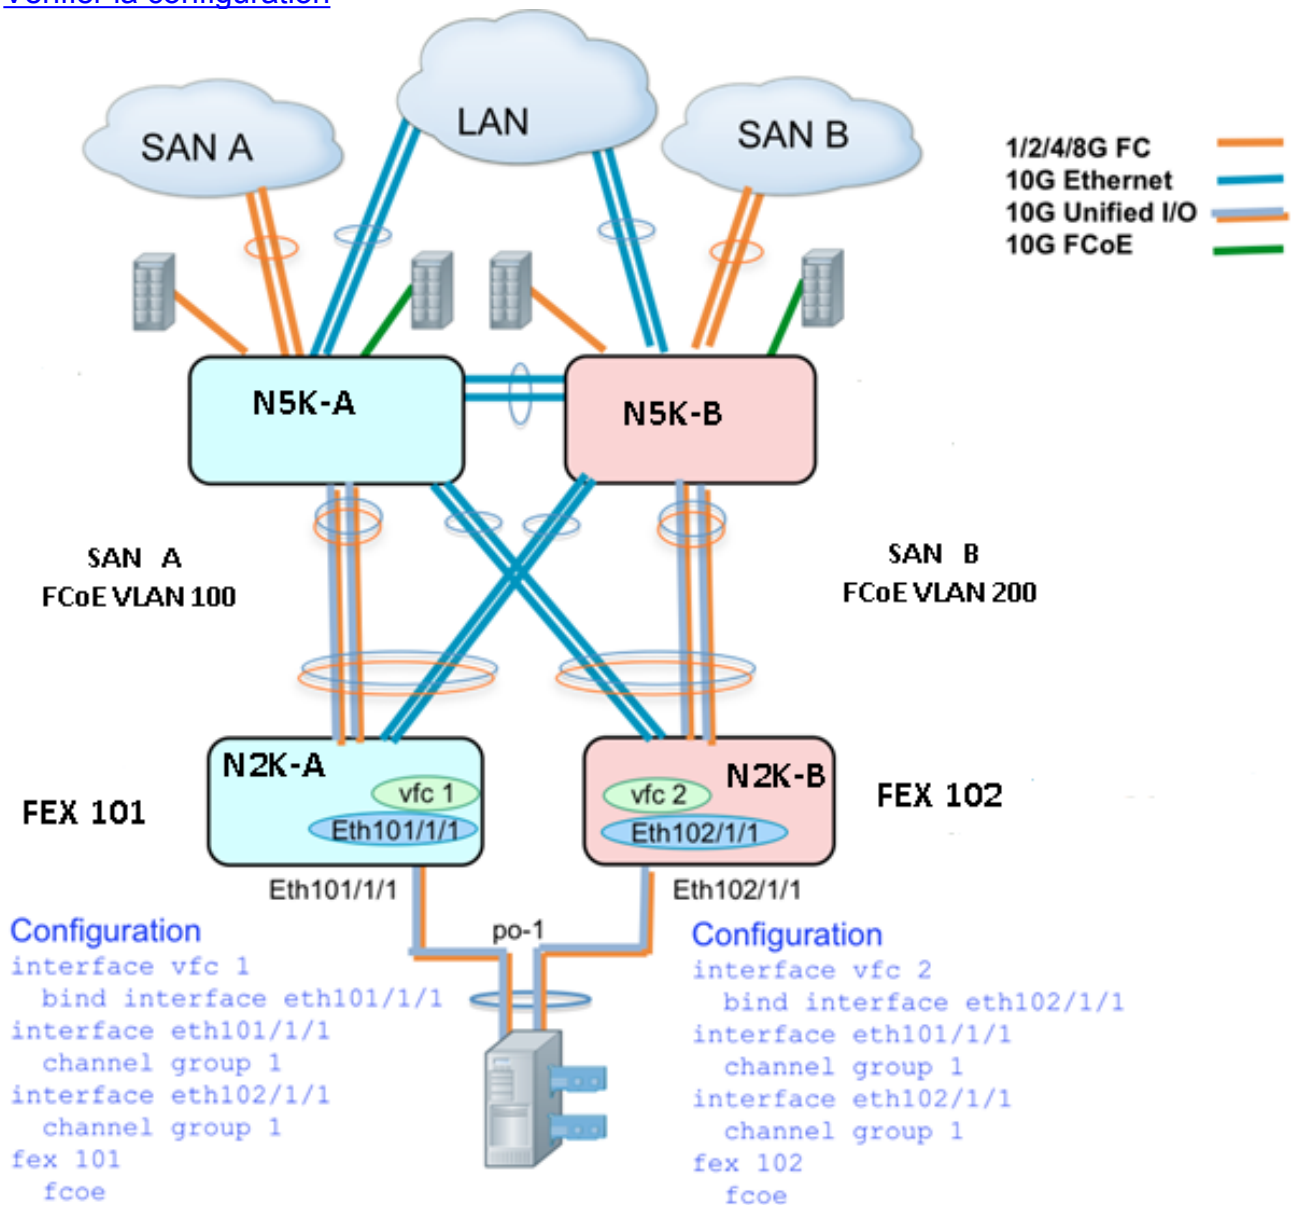 Vérifier la configuration
LAN
SAN A
SAN B
1/2/4/8G FC
10G Ethernet
10G Unified I/O
10G FCoE
N5K-A
N5K-B
SAN A
FCoE VLAN 100
SAN B
FCoE VLAN 200
N2K-A
vfc 1
Eth101/1/1
N2K-B
vfc 2
Eth102/1/1
FEX 101
FEX 102
Eth101/1/1
Eth102/1/1
po-1
Configuration
interface vfc 1
bind interface eth101/1/1
interface eth101/1/1
channel group 1
interface eth102/1/1
channel group 1
fex 101
fcoe
Configuration
interface vfc 2
bind interface eth102/1/1
interface eth101/1/1
channel group 1
interface eth102/1/1
channel group 1
fex 102
fcoe